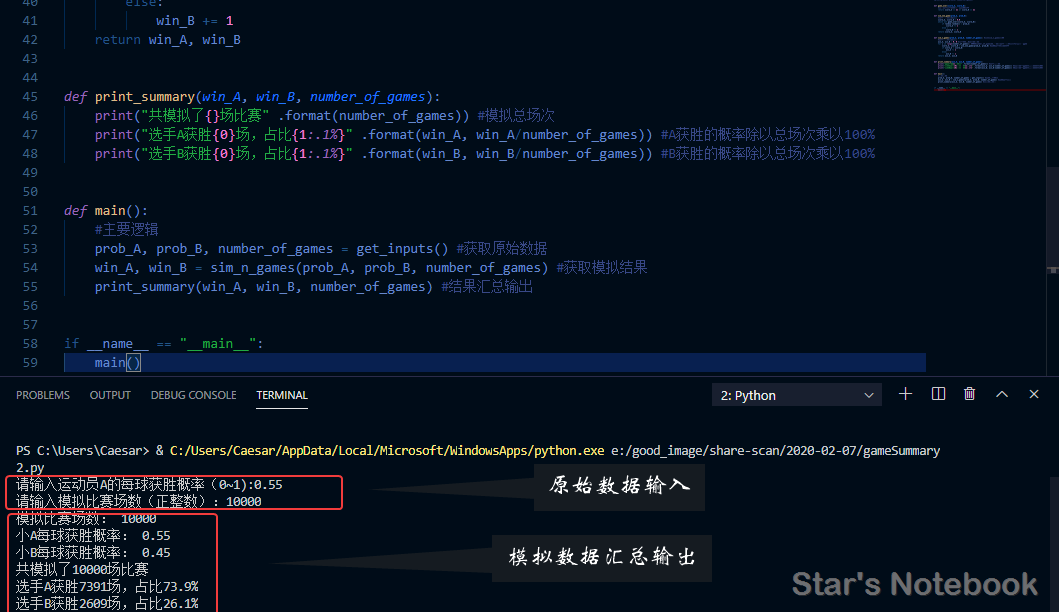 40 else:
41 win_B += 1
42 return win_A, win_B
43
44
45 def print_summary(win_A, win_B, number_of_games):
46 print("共模拟了{}场比赛" .format(number_of_games)) #模拟总场次
47 print("选手A获胜{0}场，占比{1:.1%}" .format(win_A, win_A/number_of_games)) #A获胜的概率除以总场次乘以100%
48 print("选手B获胜{0}场，占比{1:.1%}" .format(win_B, win_B/number_of_games)) #B获胜的概率除以总场次乘以100%
49
50
51 def main():
52 #主要逻辑
53 prob_A, prob_B, number_of_games = get_inputs() #获取原始数据
54 win_A, win_B = sim_n_games(prob_A, prob_B, number_of_games) #获取模拟结果
55 print_summary(win_A, win_B, number_of_games) #结果汇总输出
56
57
58 if __name__ == "__main__":
59 main()
PROBLEMS OUTPUT DEBUG CONSOLE TERMINAL 2: Python
PS C:\Users\Caesar> & C:/Users/Caesar/AppData/Local/Microsoft/WindowsApps/python.exe e:/good_image/share-scan/2020-02-07/gameSummary
2.py
请输入运动员A的每球获胜概率（0~1）:0.55
请输入模拟比赛场数（正整数）：10000
原始数据输入
模拟比赛场数： 10000
小A每球获胜概率： 0.55
小B每球获胜概率： 0.45
共模拟了10000场比赛
选手A获胜7391场，占比73.9%
选手B获胜2609场，占比26.1%
模拟数据汇总输出
Star's Notebook